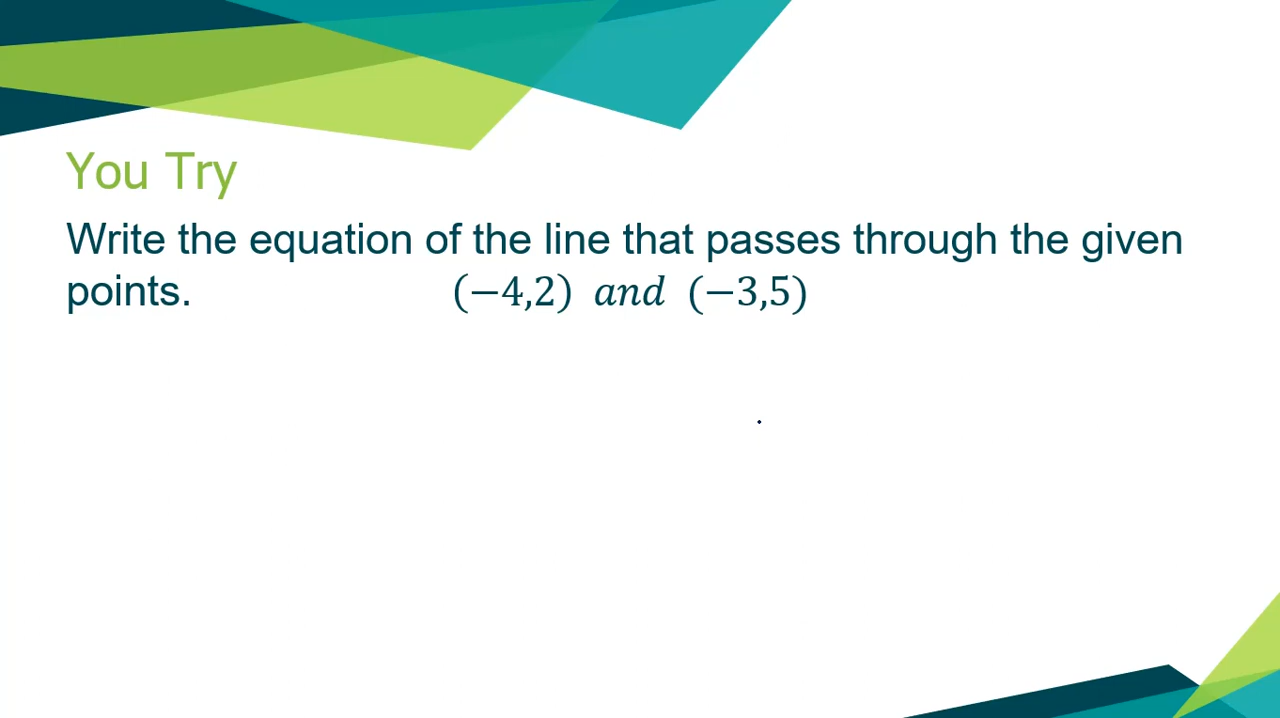 You Try
Write the equation of the line that passes through the given
points. (−4,2) and (−3,5)